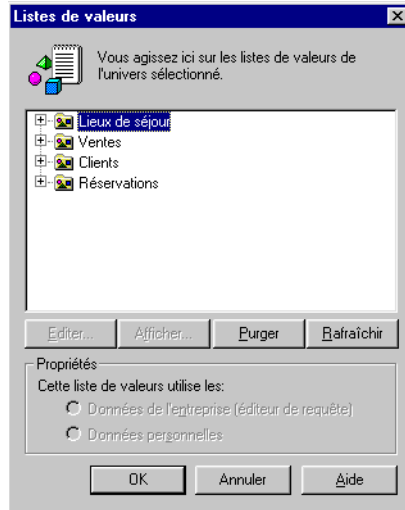 Listes de valeurs
Vous agissez ici sur les listes de valeurs de
l'univers sélectionné.
Lieux de séjour
Ventes
Clients
Réservations
Editer... Afficher... Purger Rafraîchir
Propriétés
Cette liste de valeurs utilise les:
Données de l'entreprise (éditeur de requête)
Données personnelles
OK Annuler Aide